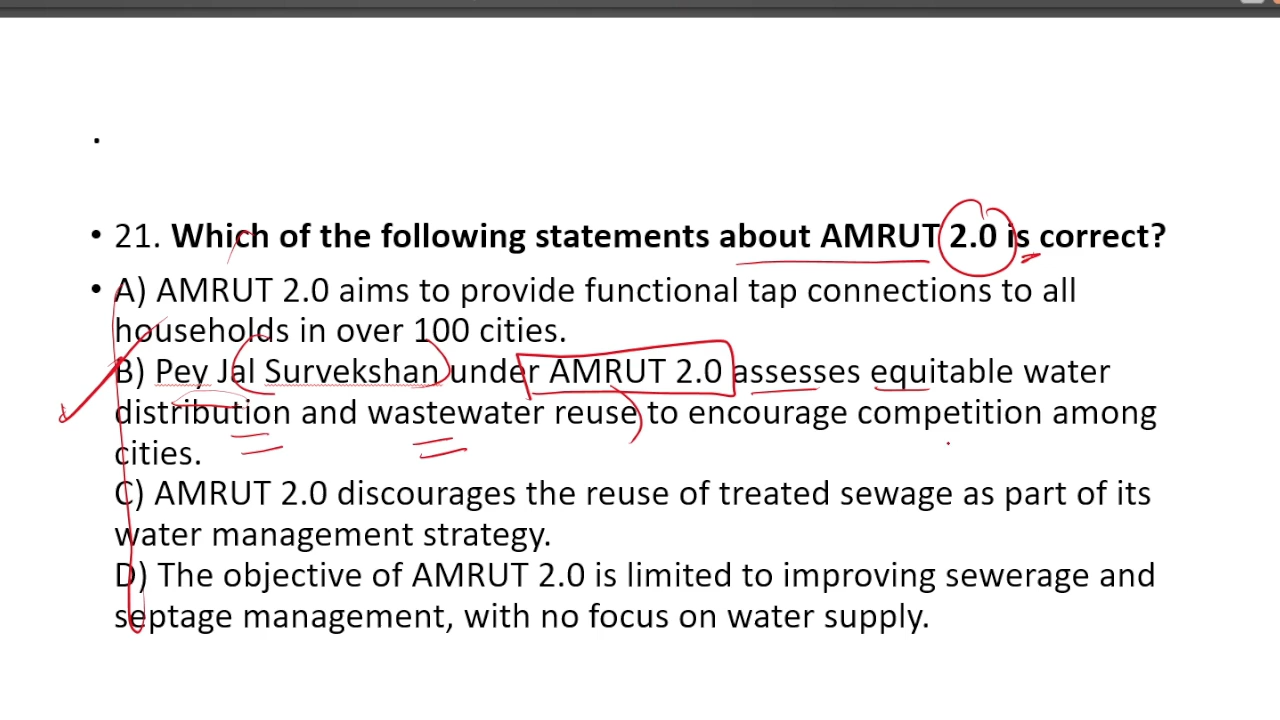 .
• 21. Which of the following statements about AMRUT 2.0 is correct?
• A) AMRUT 2.0 aims to provide functional tap connections to all
households in over 100 cities.
B) Pey Jal Survekshan under AMRUT 2.0 assesses equitable water
distribution and wastewater reuse to encourage competition among
cities.
C) AMRUT 2.0 discourages the reuse of treated sewage as part of its
water management strategy.
D) The objective of AMRUT 2.0 is limited to improving sewerage and
septage management, with no focus on water supply.